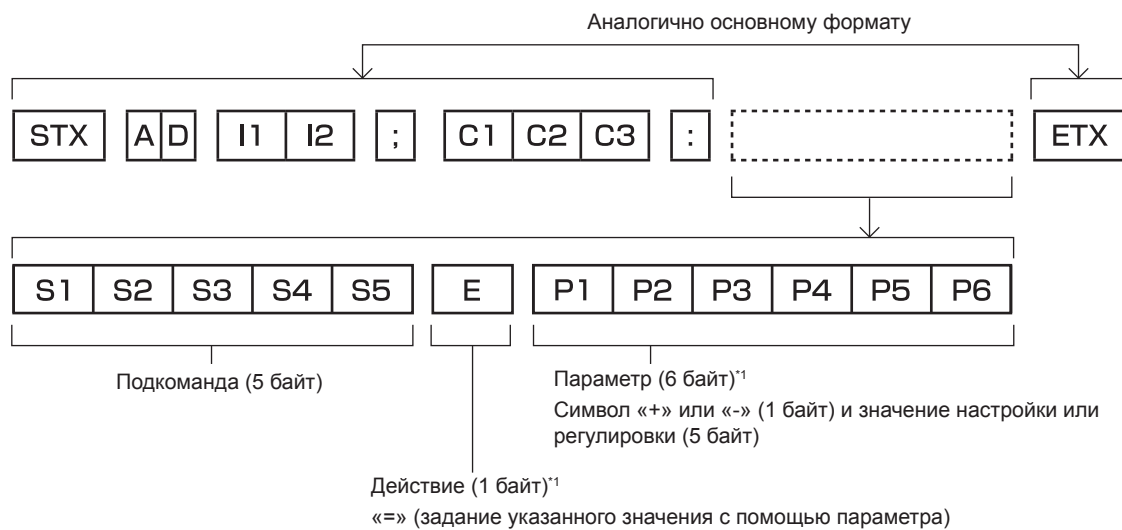 Аналогично основному формату
STX A D I1 I2 ; C1 C2 C3 : ETX
S1 S2 S3 S4 S5 E P1 P2 P3 P4 P5 P6
Подкоманда (5 байт)
Параметр (6 байт)*1
Символ «+» или «-» (1 байт) и значение настройки или
регулировки (5 байт)
Действие (1 байт)*1
«=» (задание указанного значения с помощью параметра)